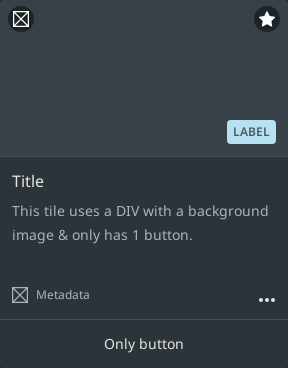 LABEL
Title
This tile uses a DIV with a background
image & only has 1 button.
Metadata
Only button